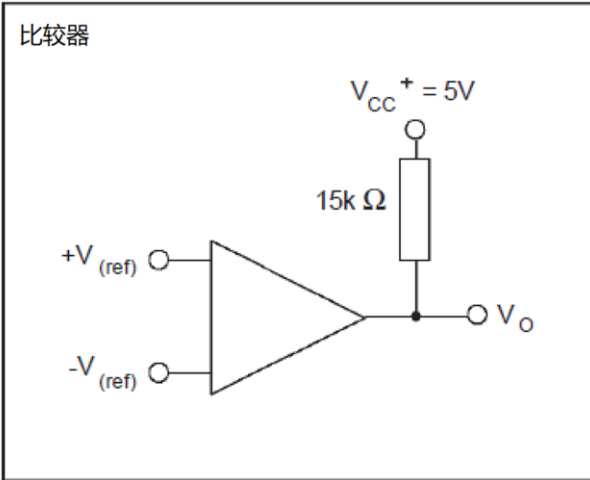 比较器
VCC+ = 5V
15k Ω
+V (ref)
-V (ref)
VO